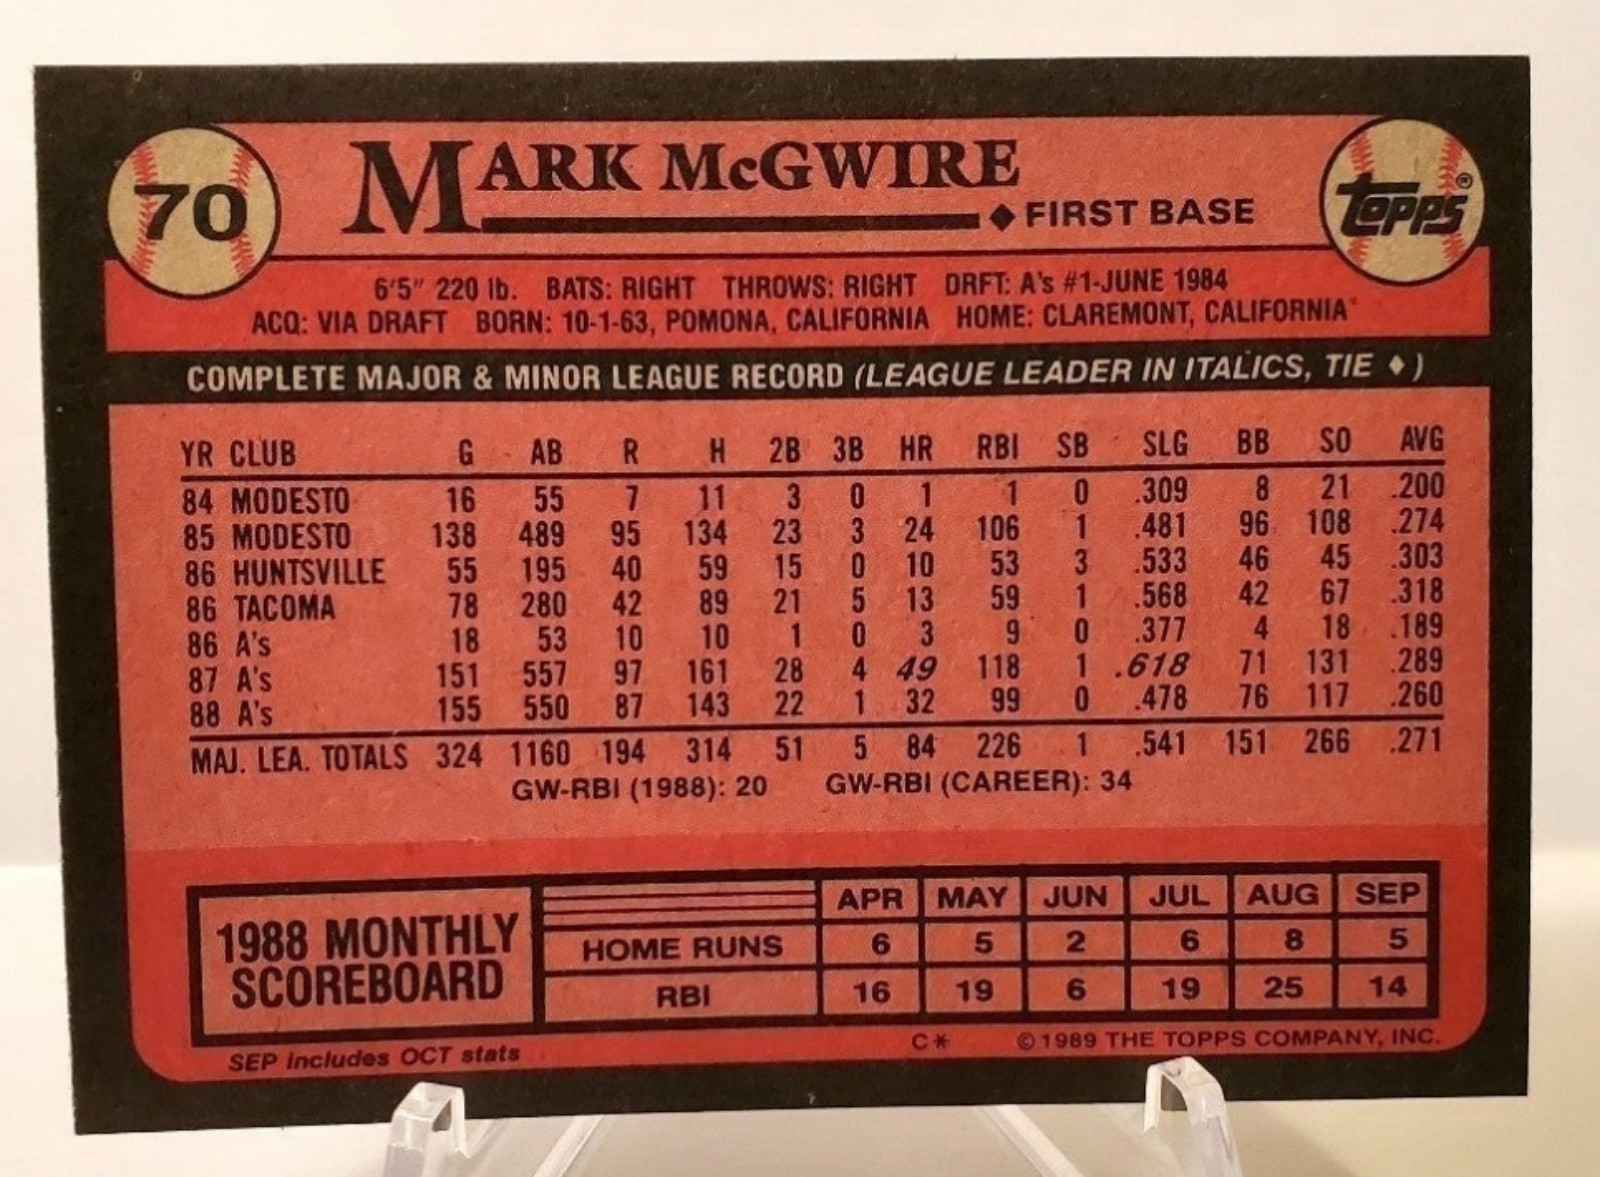 70
MARK McGWIRE
◆ FIRST BASE
topps®
6'5" 220 lb. BATS: RIGHT THROWS: RIGHT DRFT: A's #1-JUNE 1984
ACQ: VIA DRAFT BORN: 10-1-63, POMONA, CALIFORNIA HOME: CLAREMONT, CALIFORNIA
COMPLETE MAJOR & MINOR LEAGUE RECORD (LEAGUE LEADER IN ITALICS, TIE ♦)
YR CLUB G AB R H 2B 3B HR RBI SB SLG BB SO AVG
84 MODESTO 16 55 7 11 3 0 1 1 0 .309 8 21 .200
85 MODESTO 138 489 95 134 23 3 24 106 1 .481 96 108 .274
86 HUNTSVILLE 55 195 40 59 15 0 10 53 3 .533 46 45 .303
86 TACOMA 78 280 42 89 21 5 13 59 1 .568 42 67 .318
86 A's 18 53 10 10 1 0 3 9 0 .377 4 18 .189
87 A's 151 557 97 161 28 4 49 118 1 .618 71 131 .289
88 A's 155 550 87 143 22 1 32 99 0 .478 76 117 .260
MAJ. LEA. TOTALS 324 1160 194 314 51 5 84 226 1 .541 151 266 .271
GW-RBI (1988): 20 GW-RBI (CAREER): 34
1988 MONTHLY
SCOREBOARD
APR MAY JUN JUL AUG SEP
HOME RUNS 6 5 2 6 8 5
RBI 16 19 6 19 25 14
SEP includes OCT stats
C* © 1989 THE TOPPS COMPANY, INC.